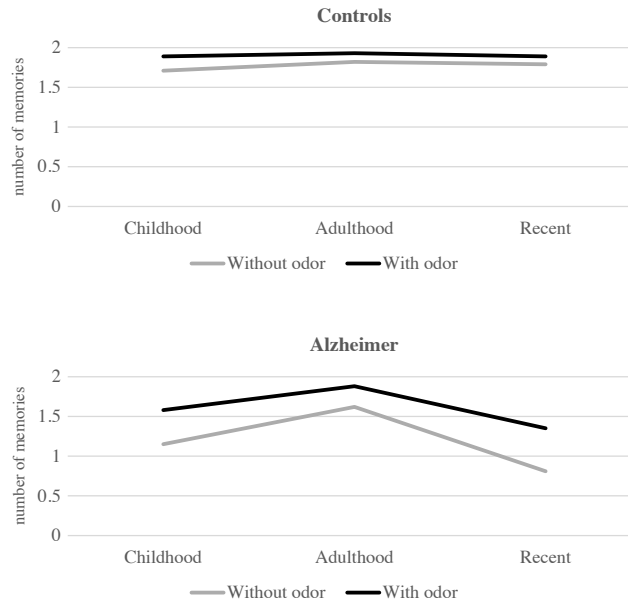 Controls
number of memories
2
1.5
1
0.5
0
Childhood Adulthood Recent
Without odor With odor
Alzheimer
number of memories
2
1.5
1
0.5
0
Childhood Adulthood Recent
Without odor With odor